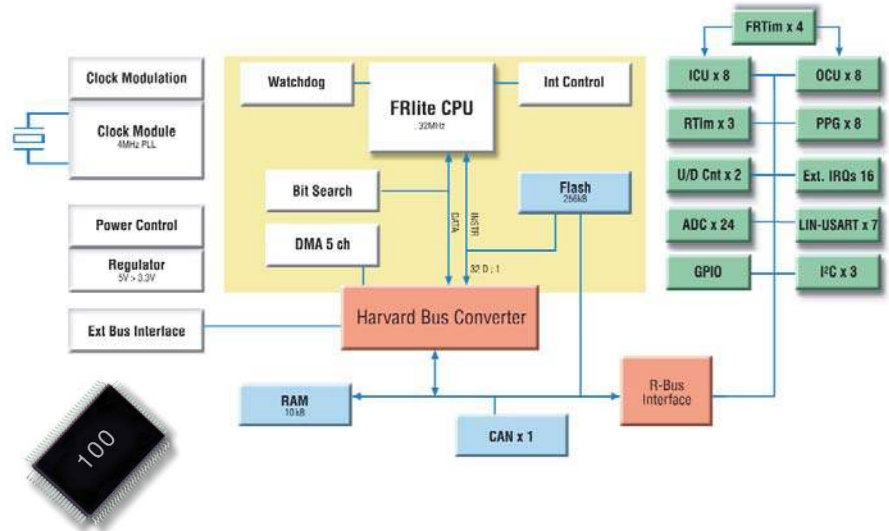 FRTim x 4
Clock Modulation
Watchdog
FRlite CPU
32MHz
Int Control
ICU x 8
OCU x 8
Clock Module
4MHz PLL
RTIm x 3
PPG x 8
Bit Search
Flash
256kB
U/D Cnt x 2
Ext. IRQs 16
DATA
INSTR
Power Control
DMA 5 ch
ADC x 24
LIN-USART x 7
Regulator
5V > 3.3V
32 D ; 1
GPIO
I²C x 3
Ext Bus Interface
Harvard Bus Converter
RAM
10kB
CAN x 1
R-Bus
Interface
100